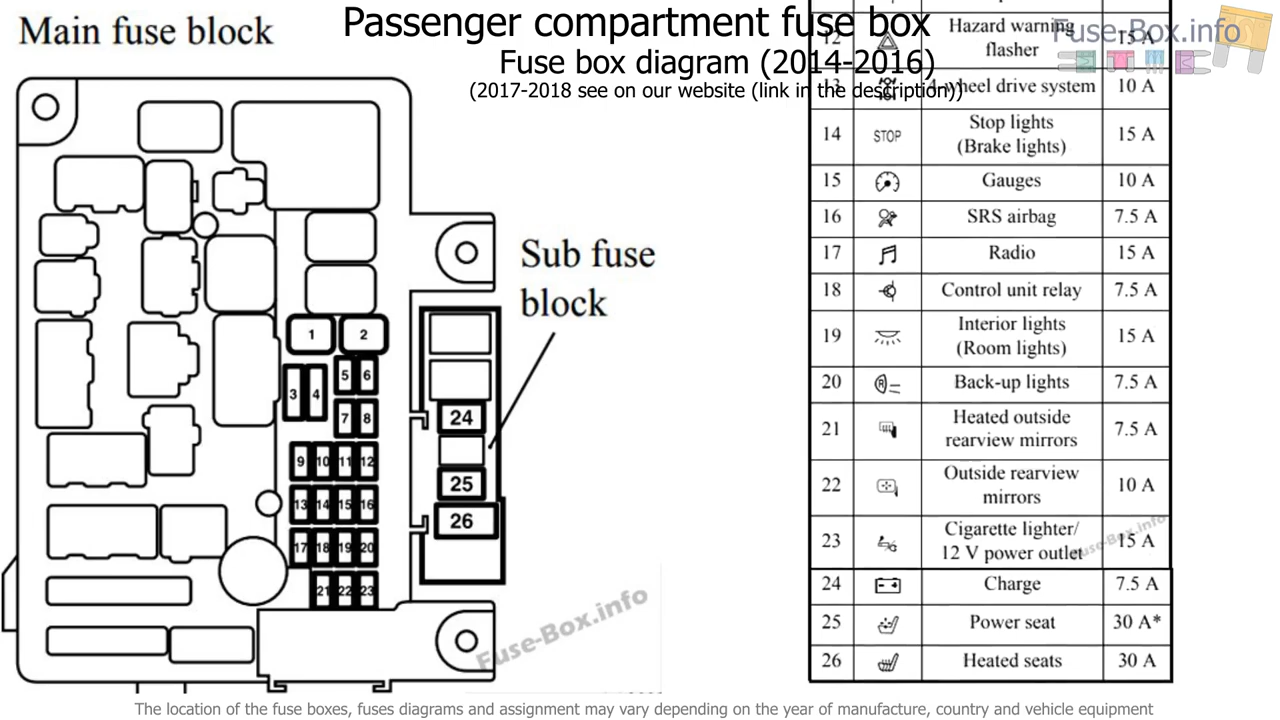 Main fuse block
Passenger compartment fuse box
Fuse box diagram (2014-2016)
(2017-2018 see on our website (link in the description))
Fuse-Box.info
Sub fuse
block
1 2
3 4 5 6
7 8
9 10 11 12
13 14 15 16
17 18 19 20
21 22 23
24
25
26
Fuse-Box.info
12 Hazard warning flasher 15 A
13 4-wheel drive system 10 A
14 STOP Stop lights
(Brake lights) 15 A
15 Gauges 10 A
16 SRS airbag 7.5 A
17 Radio 15 A
18 Control unit relay 7.5 A
19 Interior lights
(Room lights) 15 A
20 R Back-up lights 7.5 A
21 Heated outside
rearview mirrors 7.5 A
22 Outside rearview
mirrors 10 A
23 Cigarette lighter/
12 V power outlet 15 A
Fuse-Box.info
24 Charge 7.5 A
25 Power seat 30 A*
26 Heated seats 30 A
The location of the fuse boxes, fuses diagrams and assignment may vary depending on the year of manufacture, country and vehicle equipment